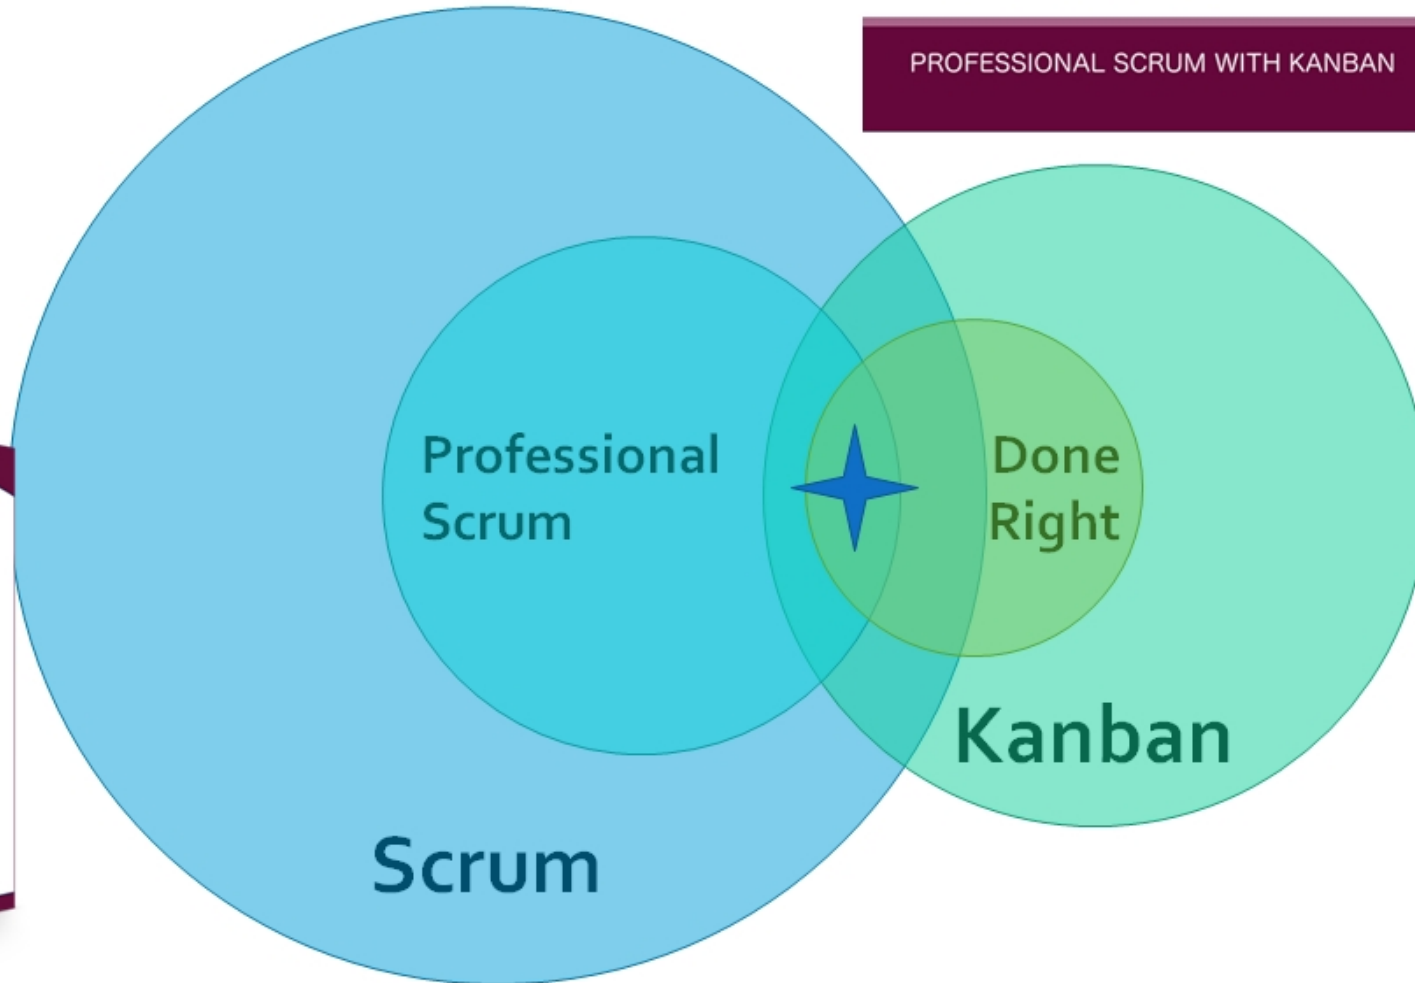 PROFESSIONAL SCRUM WITH KANBAN
Professional
Scrum
Done
Right
Kanban
Scrum